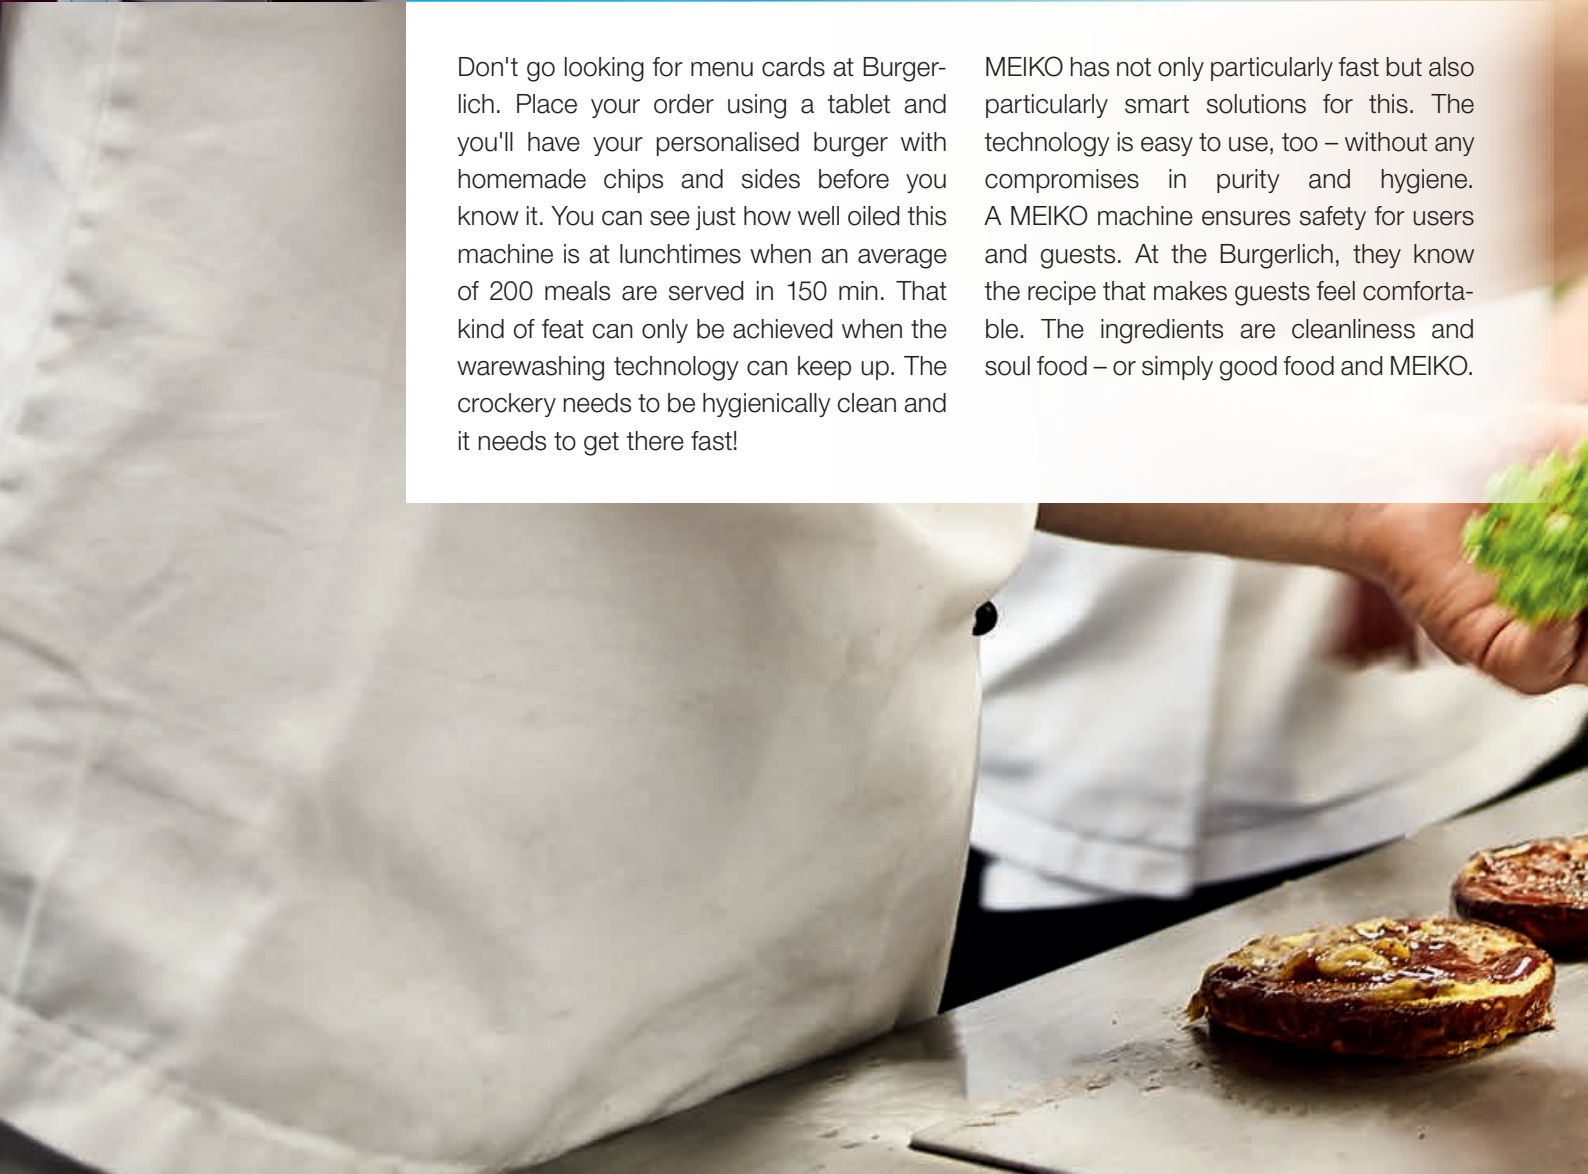 Don't go looking for menu cards at Burger-
lich. Place your order using a tablet and
you'll have your personalised burger with
homemade chips and sides before you
know it. You can see just how well oiled this
machine is at lunchtimes when an average
of 200 meals are served in 150 min. That
kind of feat can only be achieved when the
warewashing technology can keep up. The
crockery needs to be hygienically clean and
it needs to get there fast!
MEIKO has not only particularly fast but also
particularly smart solutions for this. The
technology is easy to use, too – without any
compromises in purity and hygiene.
A MEIKO machine ensures safety for users
and guests. At the Burgerlich, they know
the recipe that makes guests feel comforta-
ble. The ingredients are cleanliness and
soul food – or simply good food and MEIKO.